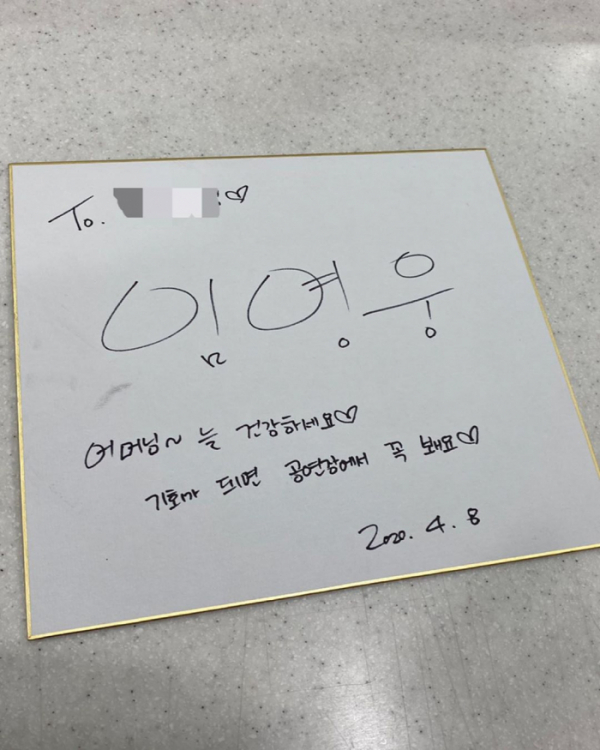 To. ♡
임영웅
어머님~ 늘 건강하세요♡
기회가 되면 공연장에서 꼭 봬요♡
2020. 4. 8